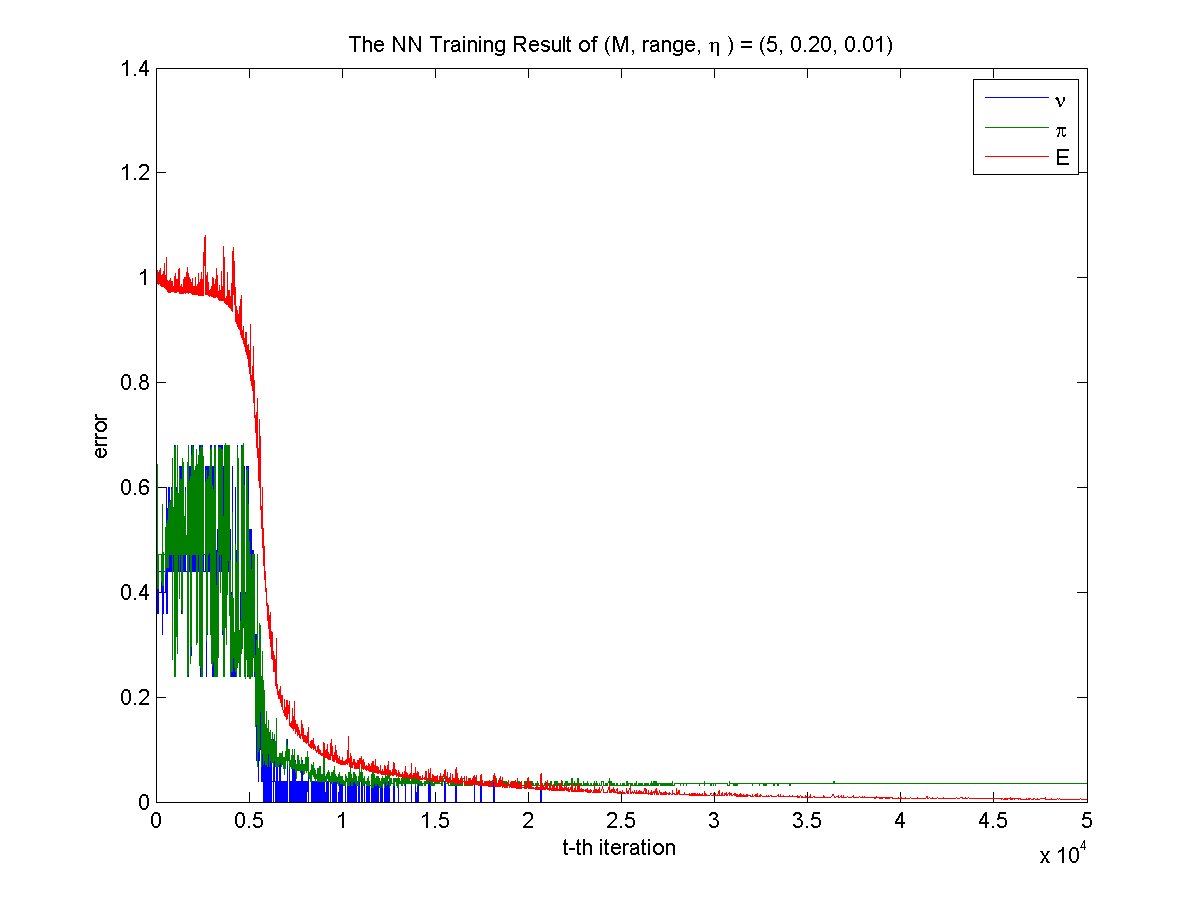 The NN Training Result of (M, range, η ) = (5, 0.20, 0.01)
ν
π
E
1.4
1.2
1
0.8
0.6
0.4
0.2
0
error
0 0.5 1 1.5 2 2.5 3 3.5 4 4.5 5
t-th iteration
x 10^4